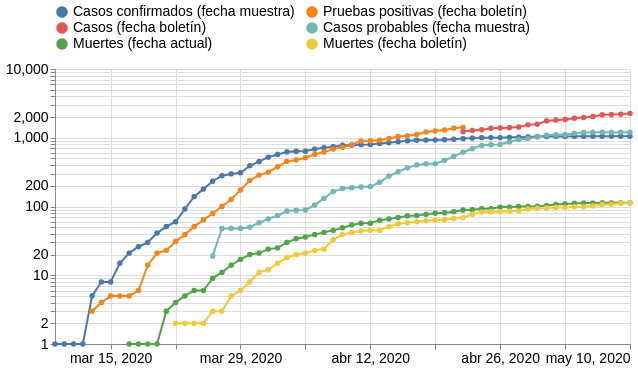 Casos confirmados (fecha muestra) Pruebas positivas (fecha boletín)
Casos (fecha boletín) Casos probables (fecha muestra)
Muertes (fecha actual) Muertes (fecha boletín)
10,000
2,000
1,000
200
100
20
10
2
1
mar 15, 2020 mar 29, 2020 abr 12, 2020 abr 26, 2020 may 10, 2020